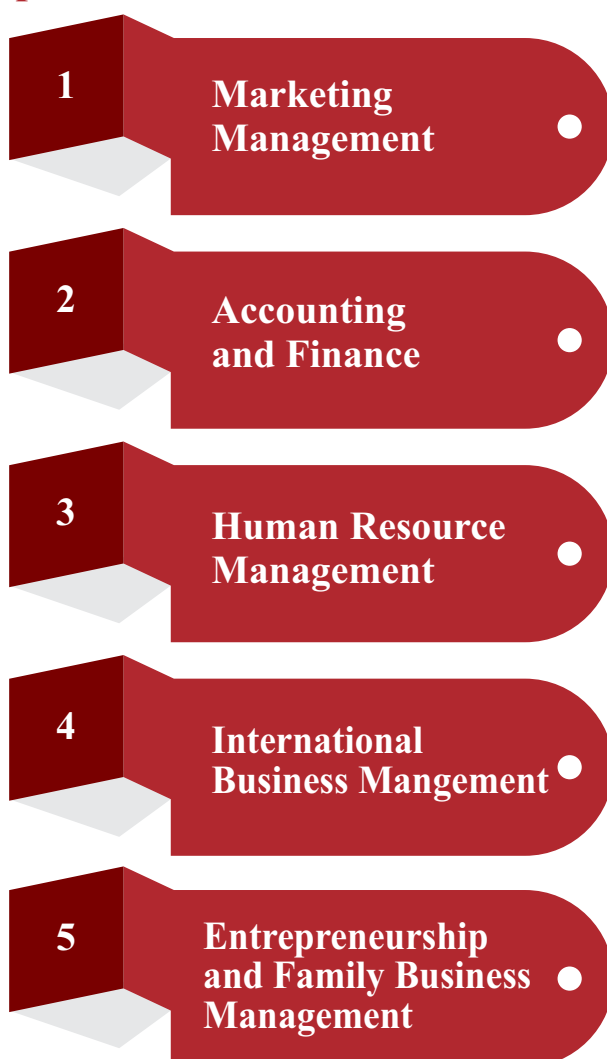 1
Marketing
Management
2
Accounting
and Finance
3
Human Resource
Management
4
International
Business Mangement
5
Entrepreneurship
and Family Business
Management